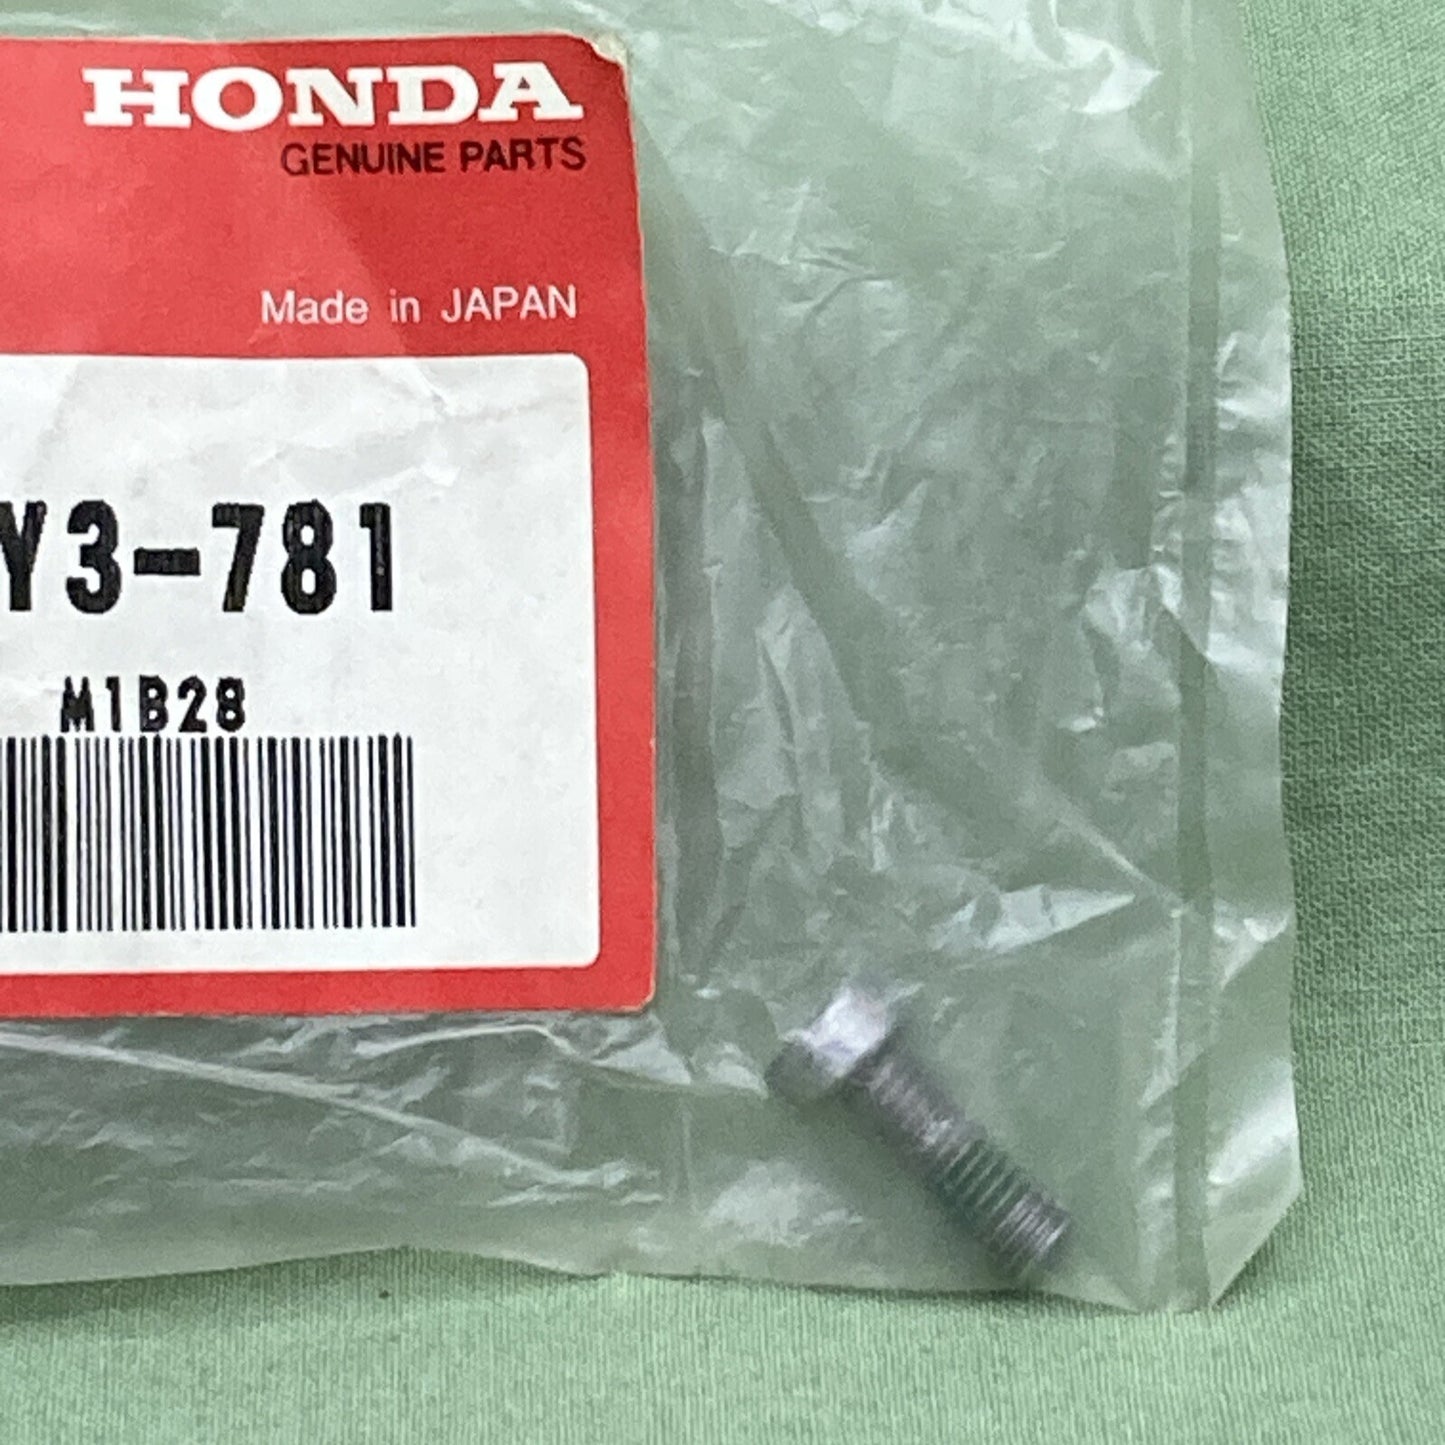 HONDA
GENUINE PARTS
Made in JAPAN
Y3-781
M1B28